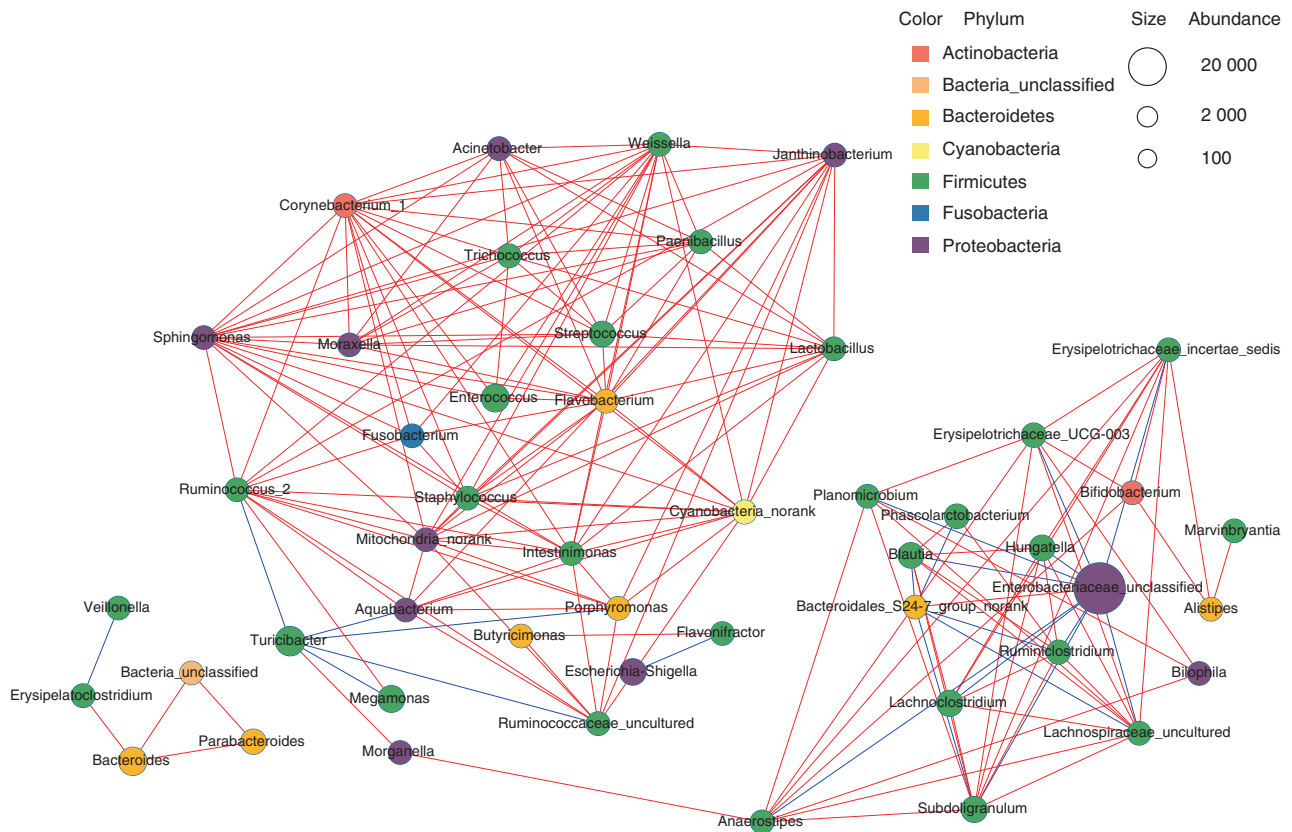 Color Phylum Size Abundance
Actinobacteria 20 000
Bacteria_unclassified
Bacteroidetes 2 000
Cyanobacteria 100
Firmicutes
Fusobacteria
Proteobacteria
Weissella
Acinetobacter
Janthinobacterium
Corynebacterium_1
Paenibacillus
Trichococcus
Streptococcus
Sphingomonas
Moraxella
Lactobacillus
Erysipelotrichaceae_incertae_sedis
Enterococcus
Flavobacterium
Fusobacterium
Erysipelotrichaceae_UCG-003
Ruminococcus_2
Staphylococcus
Planomicrobium
Bifidobacterium
Cyanobacteria_norank
Phascolarctobacterium
Marvinbryantia
Mitochondria_norank
Intestinimonas
Blautia
Hungatella
Enterobacteriaceae_unclassified
Veillonella
Aquabacterium
Porphyromonas
Bacteroidales_S24-7_group_norank
Alistipes
Turicibacter
Butyricimonas
Flavonifractor
Ruminiclostridium
Bacteria_unclassified
Escherichia-Shigella
Bilophila
Erysipelatoclostridium
Megamonas
Lachnoclostridium
Ruminococcaceae_uncultured
Lachnospiraceae_uncultured
Parabacteroides
Morganella
Bacteroides
Subdoligranulum
Anaerostipes